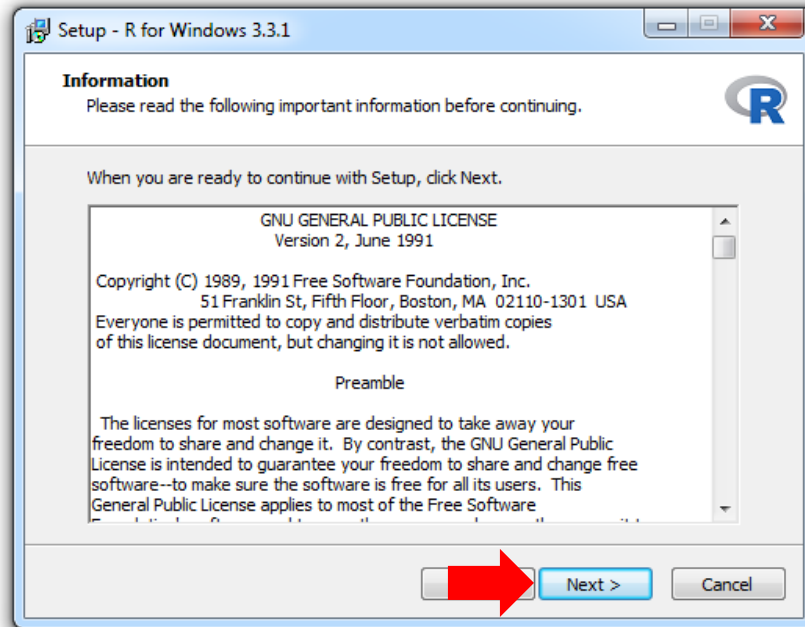 Setup - R for Windows 3.3.1
Information
Please read the following important information before continuing.
R
When you are ready to continue with Setup, click Next.
GNU GENERAL PUBLIC LICENSE
Version 2, June 1991
Copyright (C) 1989, 1991 Free Software Foundation, Inc.
51 Franklin St, Fifth Floor, Boston, MA 02110-1301 USA
Everyone is permitted to copy and distribute verbatim copies
of this license document, but changing it is not allowed.
Preamble
The licenses for most software are designed to take away your
freedom to share and change it. By contrast, the GNU General Public
License is intended to guarantee your freedom to share and change free
software--to make sure the software is free for all its users. This
General Public License applies to most of the Free Software
Next >
Cancel